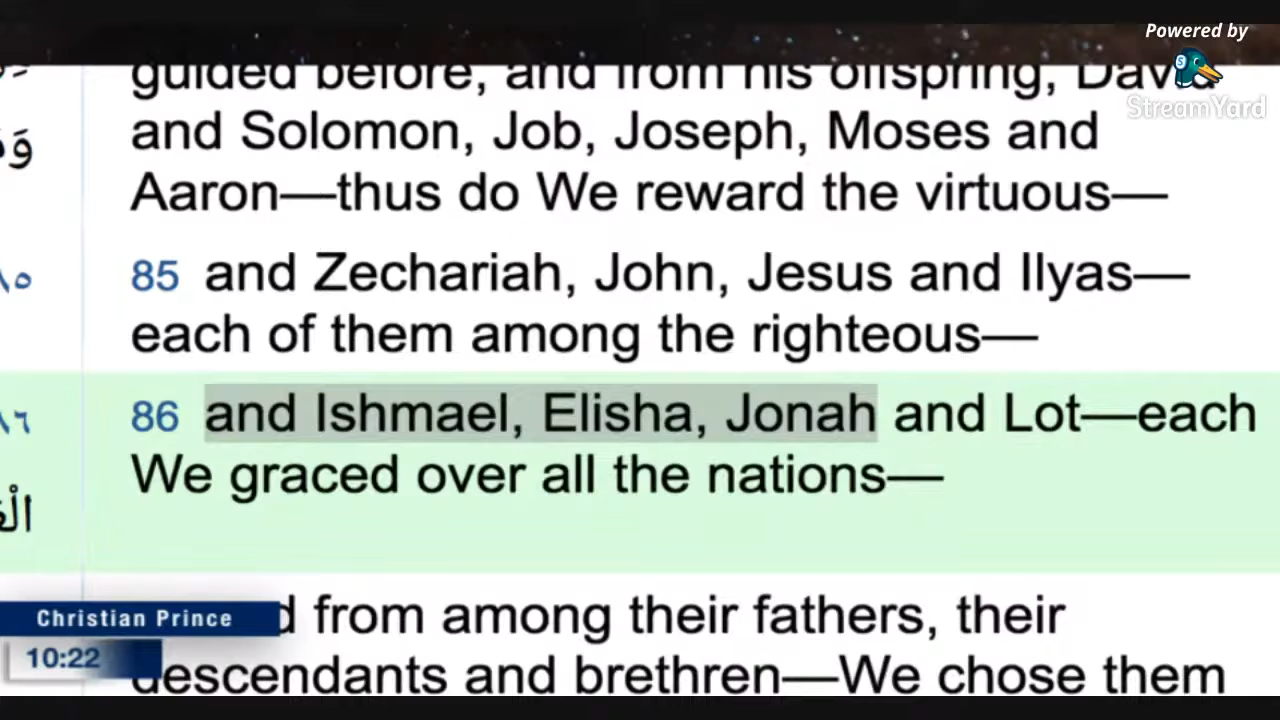 Powered by
StreamYard
guided before, and from his offspring, David
and Solomon, Job, Joseph, Moses and
Aaron—thus do We reward the virtuous—
85 and Zechariah, John, Jesus and Ilyas—
each of them among the righteous—
86 and Ishmael, Elisha, Jonah and Lot—each
We graced over all the nations—
from among their fathers, their
descendants and brethren—We chose them
Christian Prince
10:22